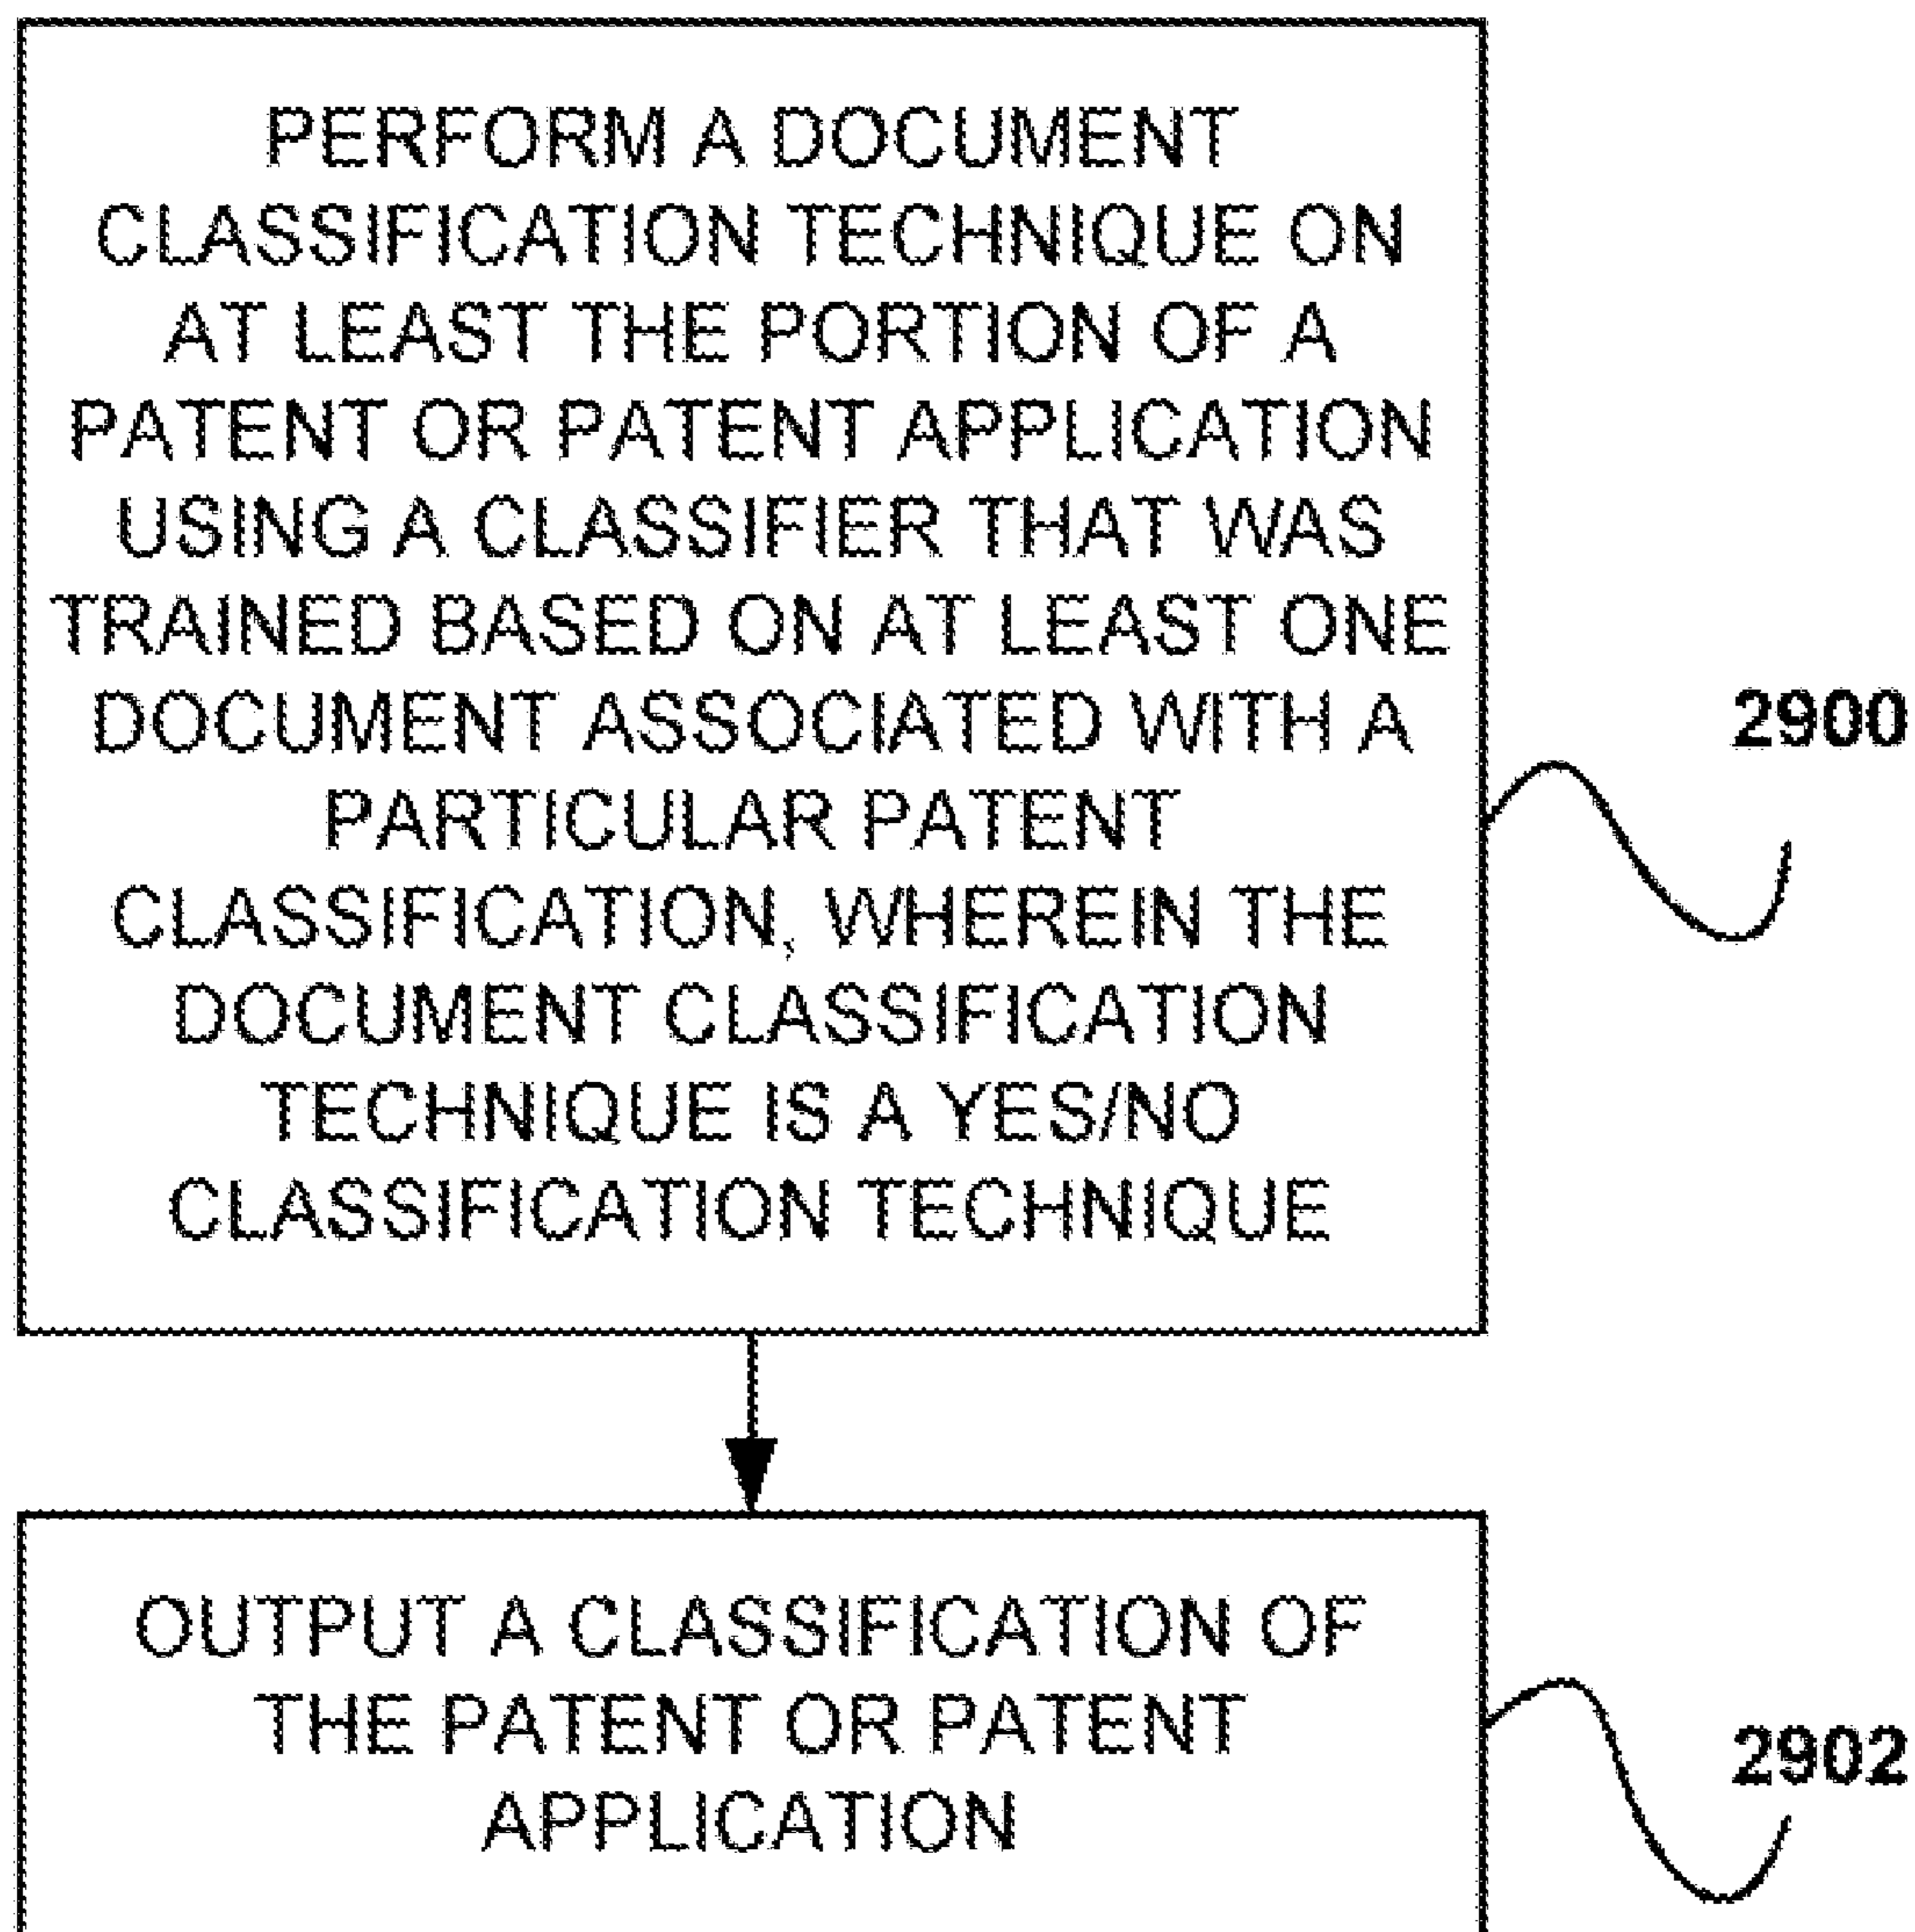 PERFORM A DOCUMENT
CLASSIFICATION TECHNIQUE ON
AT LEAST THE PORTION OF A
PATENT OR PATENT APPLICATION
USING A CLASSIFIER THAT WAS
TRAINED BASED ON AT LEAST ONE
DOCUMENT ASSOCIATED WITH A
PARTICULAR PATENT
CLASSIFICATION, WHEREIN THE
DOCUMENT CLASSIFICATION
TECHNIQUE IS A YES/NO
CLASSIFICATION TECHNIQUE
2900
OUTPUT A CLASSIFICATION OF
THE PATENT OR PATENT
APPLICATION
2902